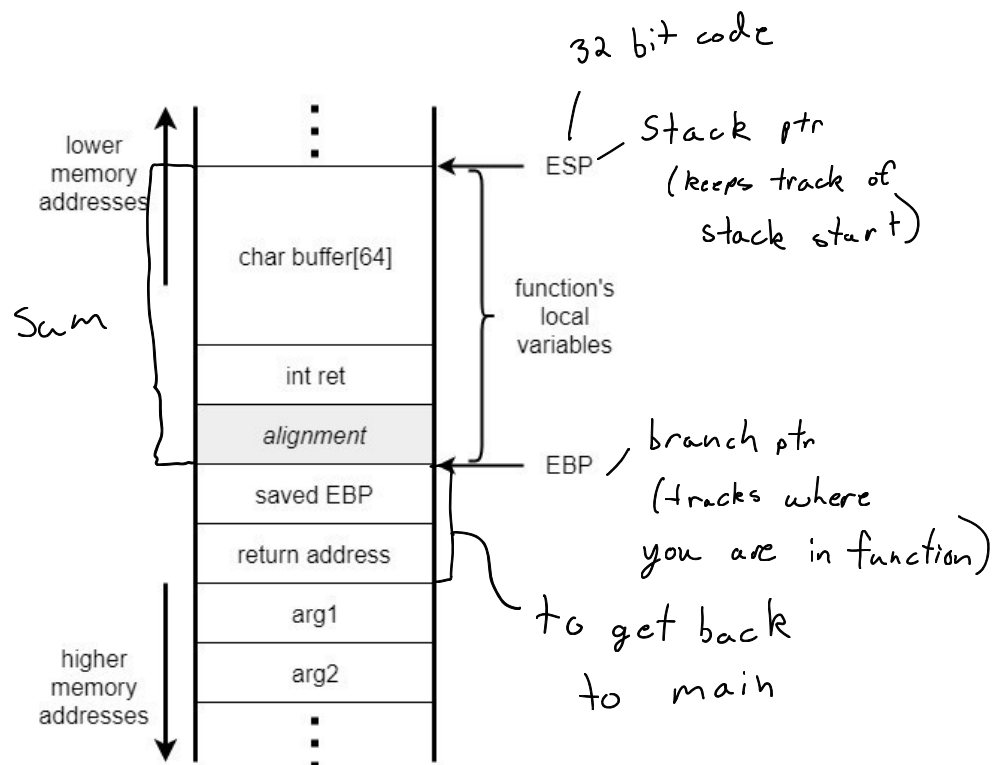 32 bit code
lower
memory
addresses
ESP
Stack ptr
(keeps track of
stack start)
char buffer[64]
function's
local
variables
Sam
int ret
alignment
EBP
branch ptr
(tracks where
you are in function)
saved EBP
return address
to get back
to main
arg1
arg2
higher
memory
addresses